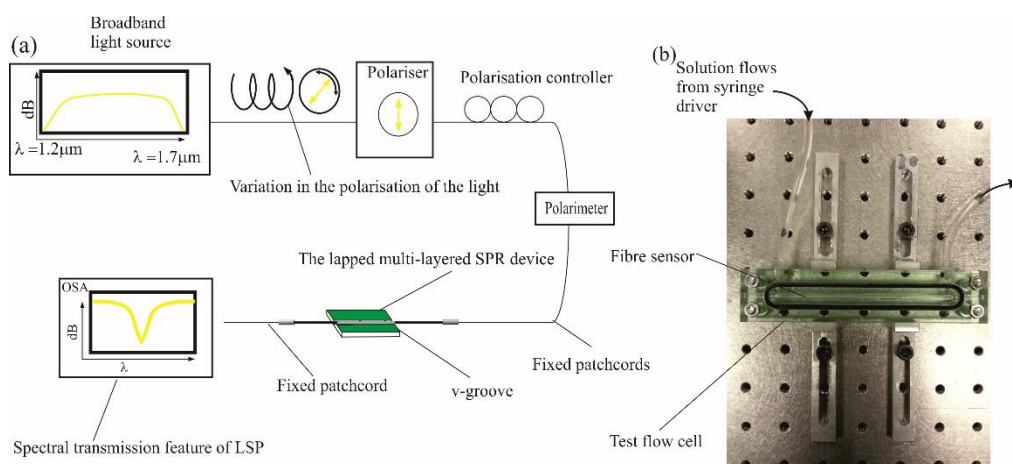 (a)
Broadband
light source
dB
λ =1.2µm
λ =1.7µm
Polariser
Polarisation controller
Variation in the polarisation of the light
Polarimeter
The lapped multi-layered SPR device
OSA
dB
λ
Fixed patchcord
v-groove
Fixed patchcords
Spectral transmission feature of LSP
(b)
Solution flows
from syringe
driver
Fibre sensor
Test flow cell